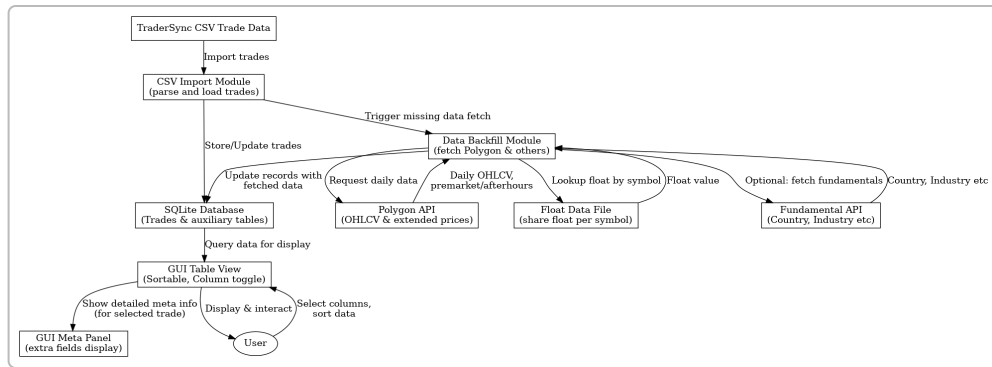 TraderSync CSV Trade Data
Import trades
CSV Import Module
(parse and load trades)
Trigger missing data fetch
Store/Update trades
Data Backfill Module
(fetch Polygon & others)
Update records with
fetched data
Request daily data
Daily OHLCV,
premarket/afterhours
Lookup float by symbol
Float value
Optional: fetch fundamentals
Country, Industry etc
SQLite Database
(Trades & auxiliary tables)
Polygon API
(OHLCV & extended prices)
Float Data File
(share float per symbol)
Fundamental API
(Country, Industry etc)
Query data for display
GUI Table View
(Sortable, Column toggle)
Show detailed meta info
(for selected trade)
Display & interact
Select columns,
sort data
GUI Meta Panel
(extra fields display)
User